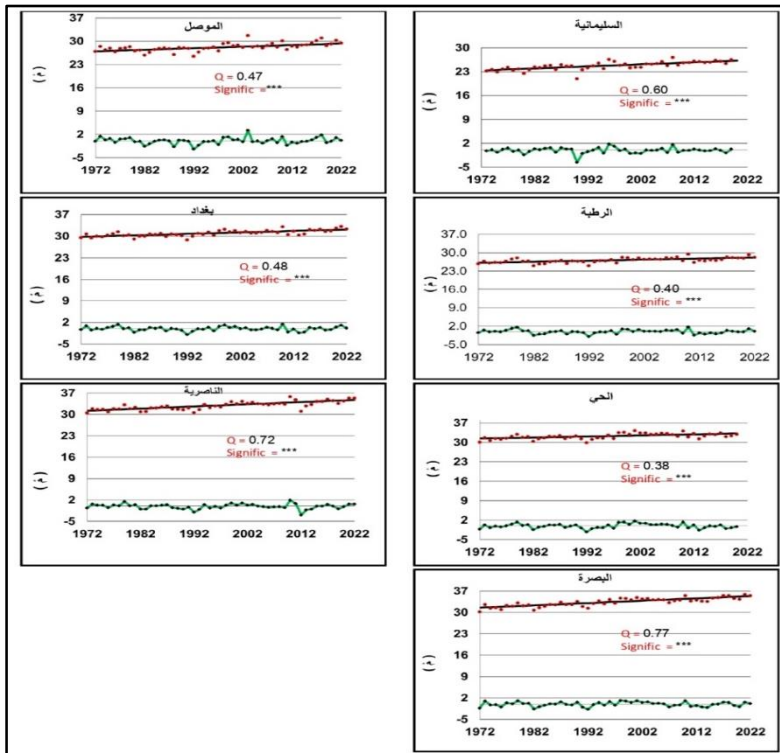 الموصل
37
30
23
16
9
2
-5
(م)
Q = 0.47
Signific = ***
1972 1982 1992 2002 2012 2022
السليمانية
30
23
16
9
2
-5
(م)
Q = 0.60
Signific = ***
1972 1982 1992 2002 2012 2022
بغداد
37
30
23
16
9
2
-5
(م)
Q = 0.48
Signific = ***
1972 1982 1992 2002 2012 2022
الرطبة
37.0
30.0
23.0
16.0
9.0
2.0
-5.0
(م)
Q = 0.40
Signific = ***
1972 1982 1992 2002 2012 2022
الناصرية
37
30
23
16
9
2
-5
(م)
Q = 0.72
Signific = ***
1972 1982 1992 2002 2012 2022
الحي
37
30
23
16
9
2
-5
(م)
Q = 0.38
Signific = ***
1972 1982 1992 2002 2012 2022
البصرة
37
30
23
16
9
2
-5
(م)
Q = 0.77
Signific = ***
1972 1982 1992 2002 2012 2022